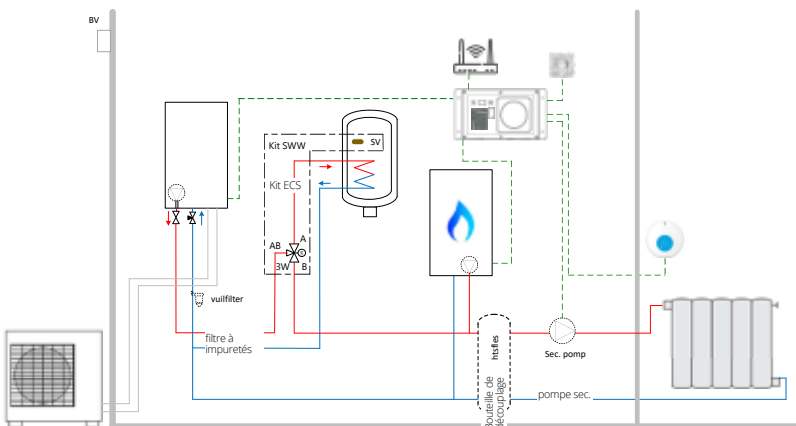 BV
Kit SWW
SV
Kit ECS
A
AB
3W
B
vuilfilter
filtre à
impuretés
htsfles
Bouteille de
découplage
Sec. pomp
pompe sec.